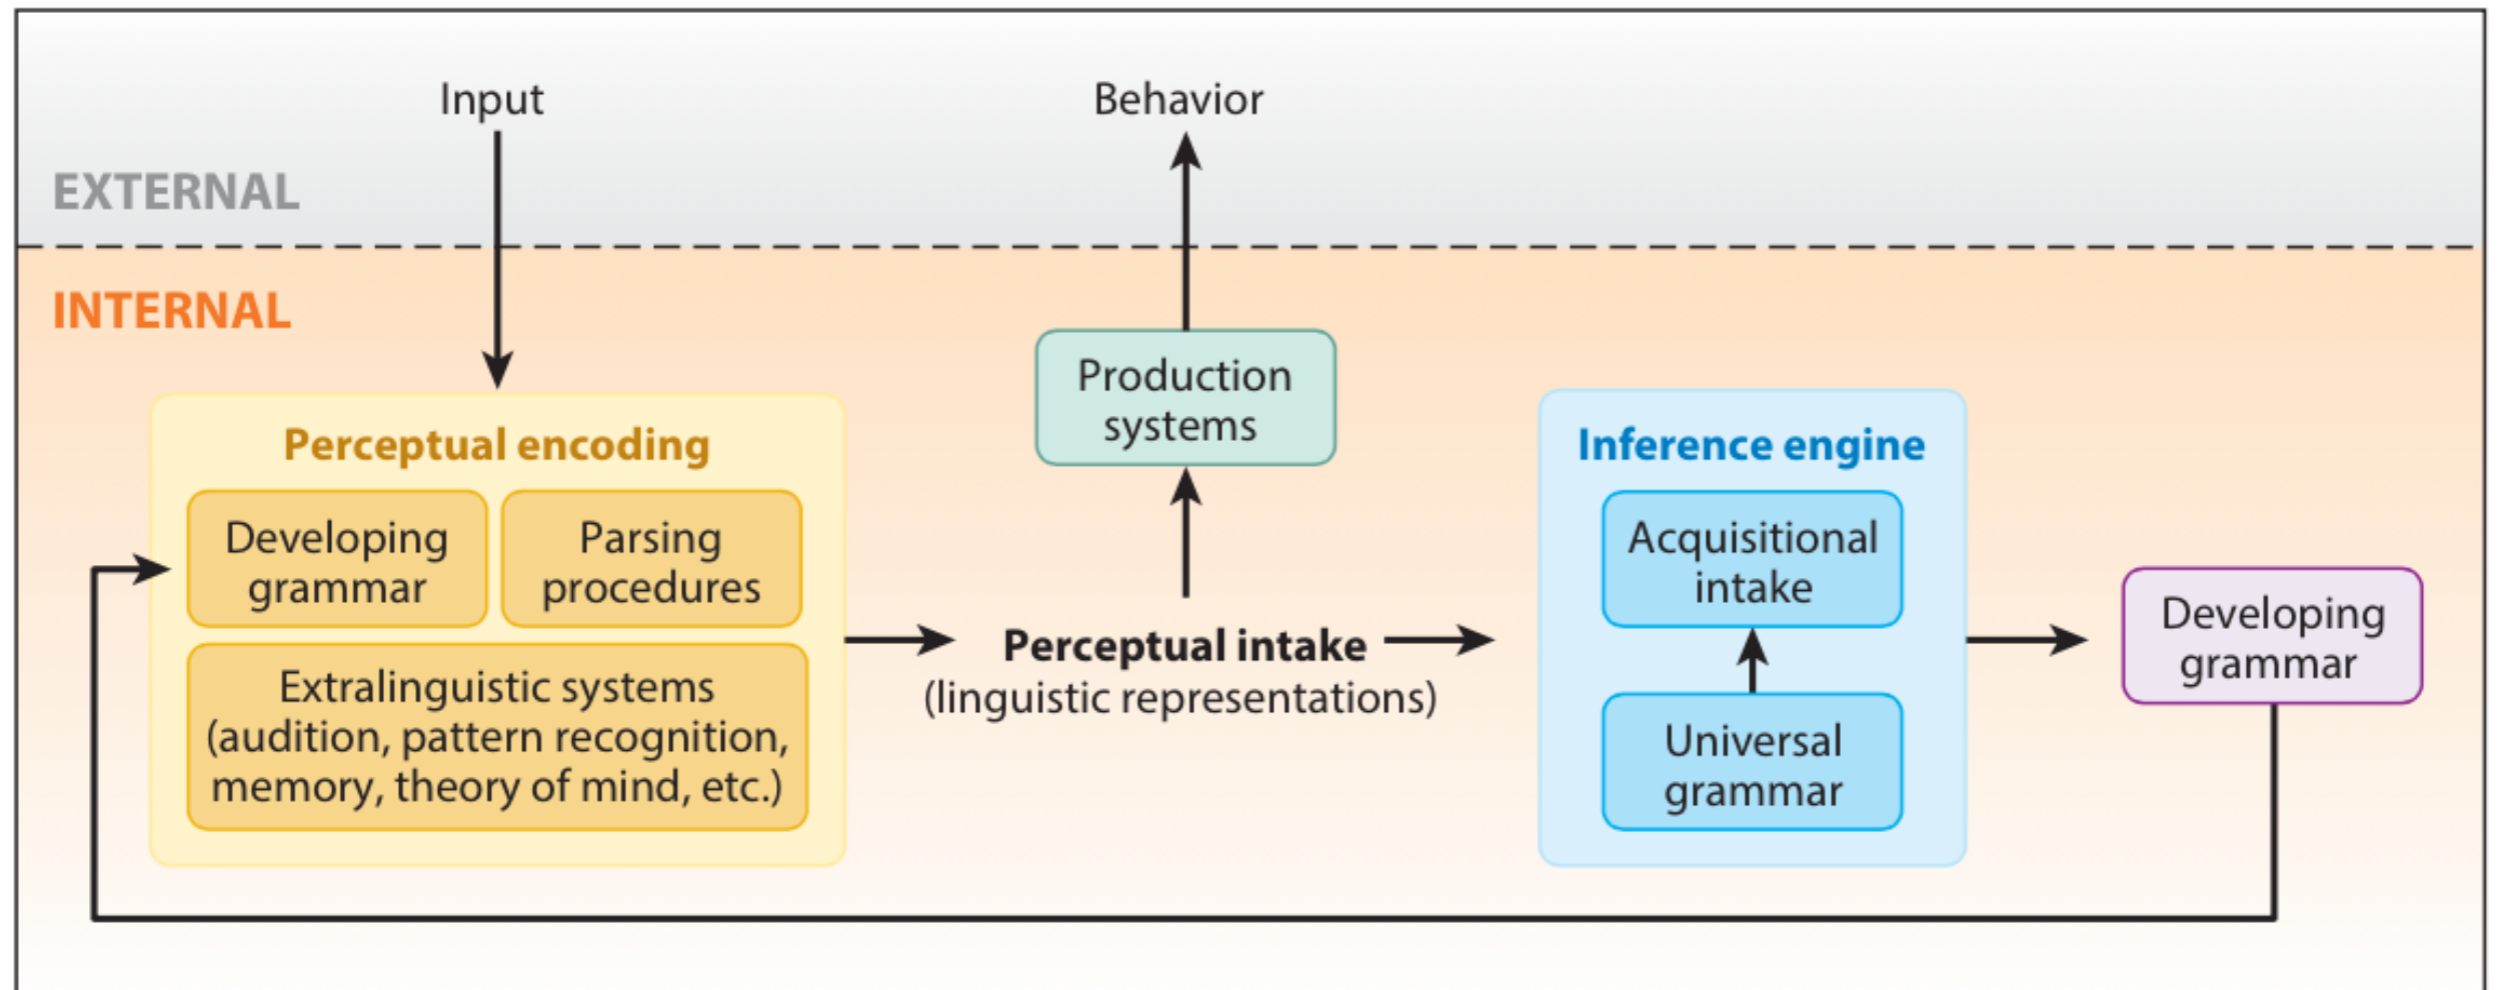 Input
Behavior
EXTERNAL
INTERNAL
Perceptual encoding
Developing
grammar
Parsing
procedures
Extralinguistic systems
(audition, pattern recognition,
memory, theory of mind, etc.)
Production
systems
Perceptual intake
(linguistic representations)
Inference engine
Acquisitional
intake
Universal
grammar
Developing
grammar